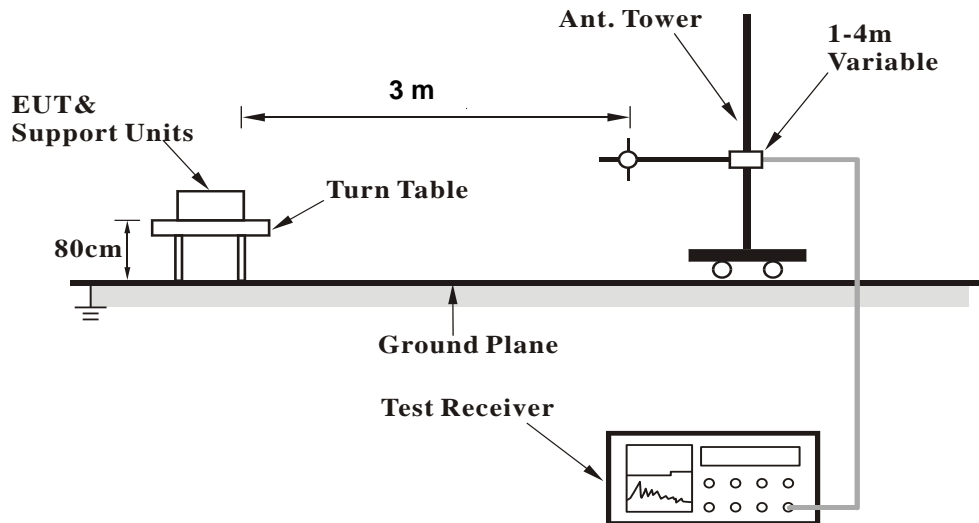 Ant. Tower
1-4m
Variable
3 m
EUT&
Support Units
Turn Table
80cm
Ground Plane
Test Receiver